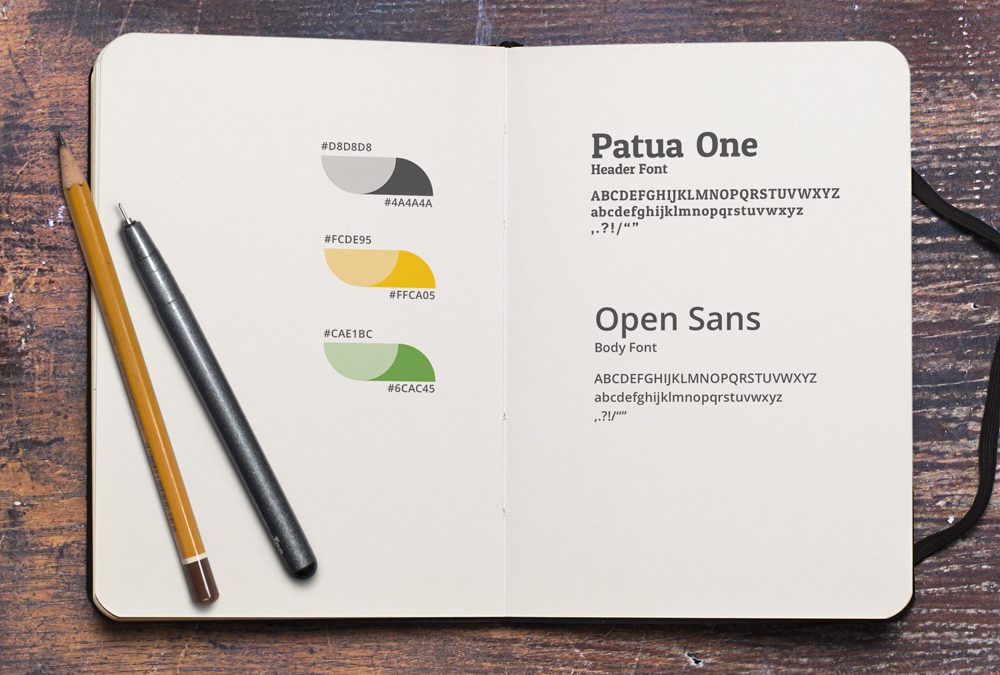 #D8D8D8
#4A4A4A
#FCDE95
#FFCA05
#CAE1BC
#6CAC45
Patua One
Header Font
ABCDEFGHIJKLMNOPQRSTUVWXYZ
abcdefghijklmnopqrstuvwxyz
,.?!/“”
Open Sans
Body Font
ABCDEFGHIJKLMNOPQRSTUVWXYZ
abcdefghijklmnopqrstuvwxyz
,.?!/“”